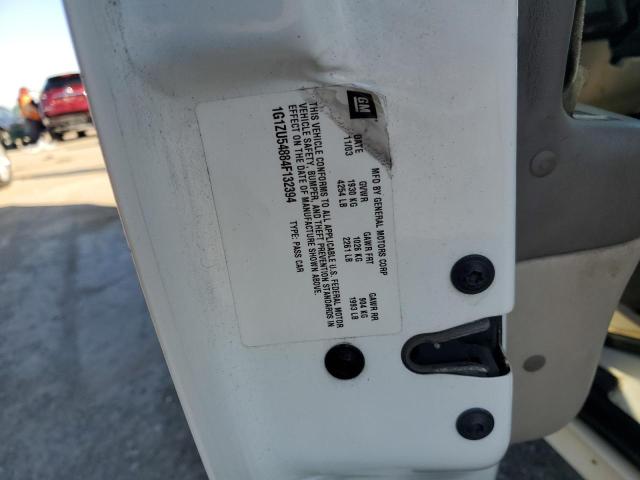 GM
MFD BY GENERAL MOTORS CORP
DATE GVWR GAWR FRT GAWR RR
11/03 1930 KG 1026 KG 904 KG
4254 LB 2261 LB 1993 LB
THIS VEHICLE CONFORMS TO ALL APPLICABLE U.S. FEDERAL MOTOR
VEHICLE SAFETY, BUMPER, AND THEFT PREVENTION STANDARDS IN
EFFECT ON THE DATE OF MANUFACTURE SHOWN ABOVE.
1G1ZU54884F132394 TYPE: PASS CAR